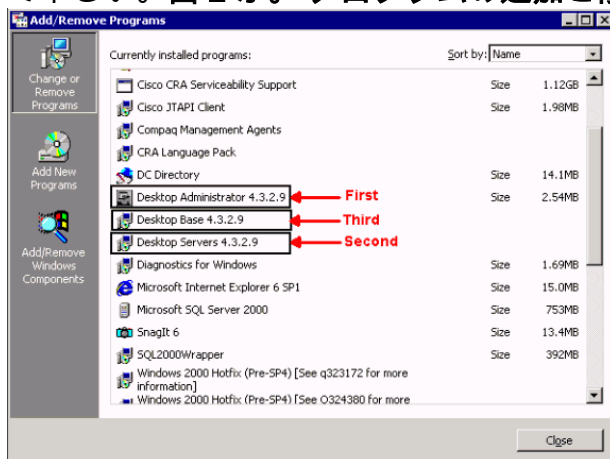 Add/Remove Programs
Change or
Remove
Programs
Add New
Programs
Add/Remove
Windows
Components
Currently installed programs:
Sort by: Name
Cisco CRA Serviceability Support Size 1.12GB
Cisco JTAPI Client Size 1.98MB
Compaq Management Agents
CRA Language Pack
DC Directory Size 14.1MB
Desktop Administrator 4.3.2.9 First Size 2.54MB
Desktop Base 4.3.2.9 Third
Desktop Servers 4.3.2.9 Second
Diagnostics for Windows Size 1.69MB
Microsoft Internet Explorer 6 SP1 Size 15.0MB
Microsoft SQL Server 2000 Size 753MB
SnagIt 6 Size 13.4MB
SQL2000Wrapper Size 392MB
Windows 2000 Hotfix (Pre-SP4) [See q323172 for more
information]
Windows 2000 Hotfix (Pre-SP4) [See Q324380 for more
Close